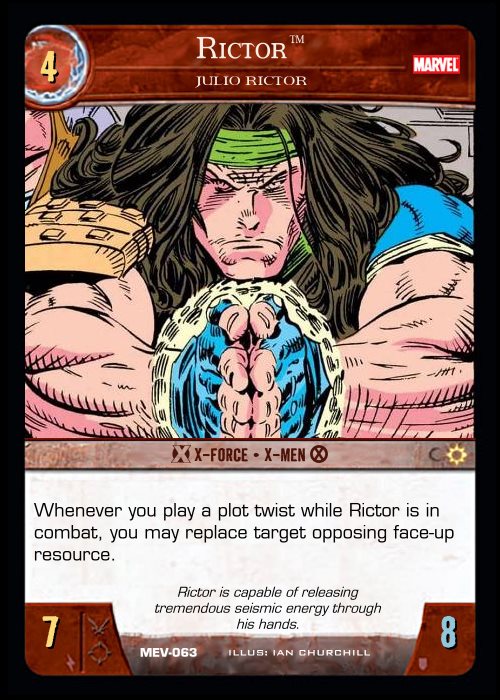 4
RICTOR™
JULIO RICTOR
MARVEL
X-FORCE • X-MEN
Whenever you play a plot twist while Rictor is in
combat, you may replace target opposing face-up
resource.
Rictor is capable of releasing
tremendous seismic energy through
his hands.
7
MEV-063 ILLUS: IAN CHURCHILL
8